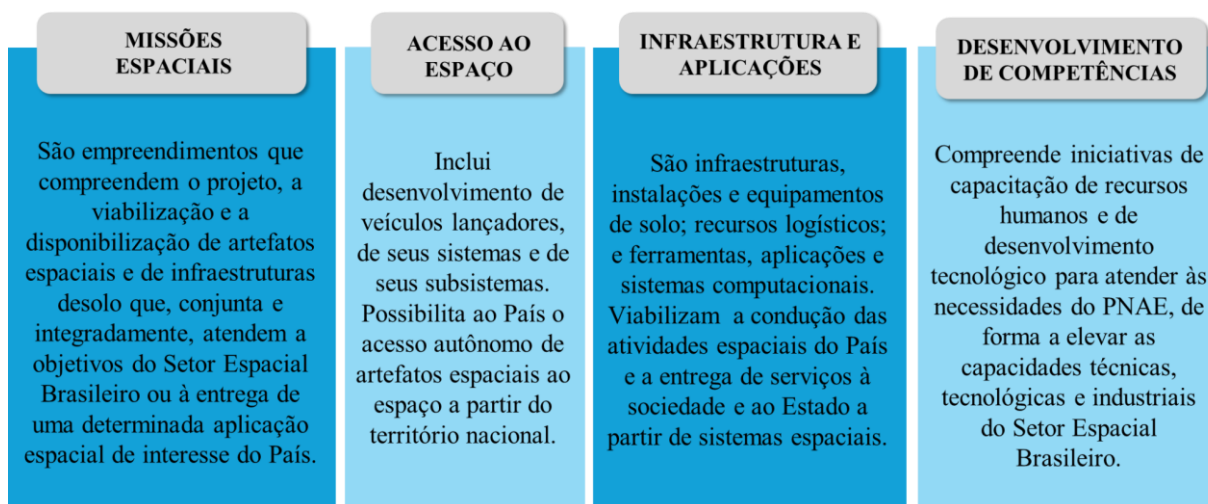 MISSÕES
ESPACIAIS
São empreendimentos que
compreendem o projeto, a
viabilização e a
disponibilização de artefatos
espaciais e de infraestruturas
desolo que, conjunta e
integradamente, atendem a
objetivos do Setor Espacial
Brasileiro ou à entrega de
uma determinada aplicação
espacial de interesse do País.
ACESSO AO
ESPAÇO
Inclui
desenvolvimento de
veículos lançadores,
de seus sistemas e de
seus subsistemas.
Possibilita ao País o
acesso autônomo de
artefatos espaciais ao
espaço a partir do
território nacional.
INFRAESTRUTURA E
APLICAÇÕES
São infraestruturas,
instalações e equipamentos
de solo; recursos logísticos;
e ferramentas, aplicações e
sistemas computacionais.
Viabilizam a condução das
atividades espaciais do País
e a entrega de serviços à
sociedade e ao Estado a
partir de sistemas espaciais.
DESENVOLVIMENTO
DE COMPETÊNCIAS
Compreende iniciativas de
capacitação de recursos
humanos e de
desenvolvimento
tecnológico para atender às
necessidades do PNAE, de
forma a elevar as
capacidades técnicas,
tecnológicas e industriais
do Setor Espacial
Brasileiro.